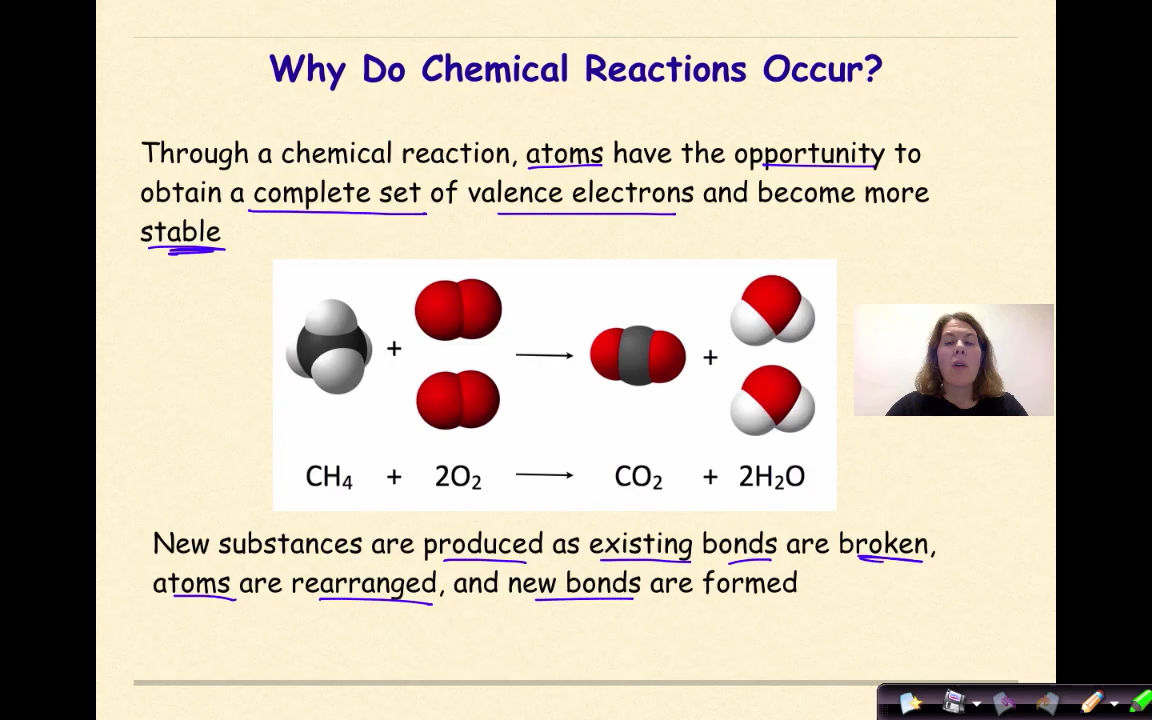 Why Do Chemical Reactions Occur?
Through a chemical reaction, atoms have the opportunity to
obtain a complete set of valence electrons and become more
stable
+
+
CH₄ + 2O₂ → CO₂ + 2H₂O
New substances are produced as existing bonds are broken,
atoms are rearranged, and new bonds are formed